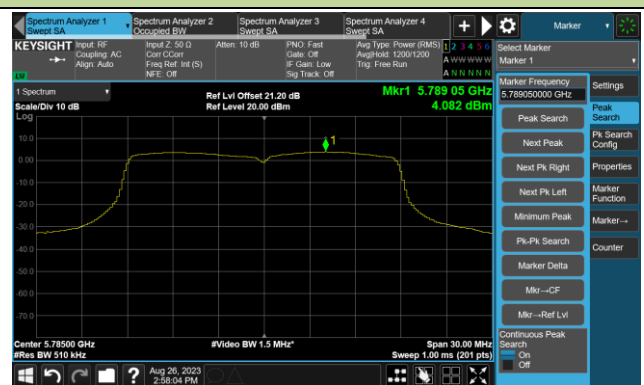 Spectrum Analyzer 1
Swept SA
Spectrum Analyzer 2
Occupied BW
Spectrum Analyzer 3
Swept SA
Spectrum Analyzer 4
Swept SA
Marker
KEYSIGHT
Input: RF
Coupling: AC
Align: Auto
Input Z: 50 Ω
Corr CCorr
Freq Ref: Int (S)
NFE: Off
Atten: 10 dB
PNO: Fast
Gate: Off
IF Gain: Low
Sig Track: Off
Avg Type: Power (RMS)
Avg|Hold: 1200/1200
Trig: Free Run
1 2 3 4 5 6
A W W W W W
A N N N N N
LV
Select Marker
Marker 1
1 Spectrum
Scale/Div 10 dB
Log
Ref Lvl Offset 21.20 dB
Ref Level 20.00 dBm
Mkr1 5.789 05 GHz
4.082 dBm
10.0
0.00
-10.0
-20.0
-30.0
-40.0
-50.0
-60.0
-70.0
1
Center 5.78500 GHz
#Res BW 510 kHz
#Video BW 1.5 MHz*
Span 30.00 MHz
Sweep 1.00 ms (201 pts)
Marker Frequency
5.789050000 GHz
Peak Search
Next Peak
Next Pk Right
Next Pk Left
Minimum Peak
Pk-Pk Search
Marker Delta
Mkr→CF
Mkr→Ref Lvl
Continuous Peak
Search
On
Off
Settings
Peak
Search
Pk Search
Config
Properties
Marker
Function
Marker→
Counter
Aug 26, 2023
2:58:04 PM